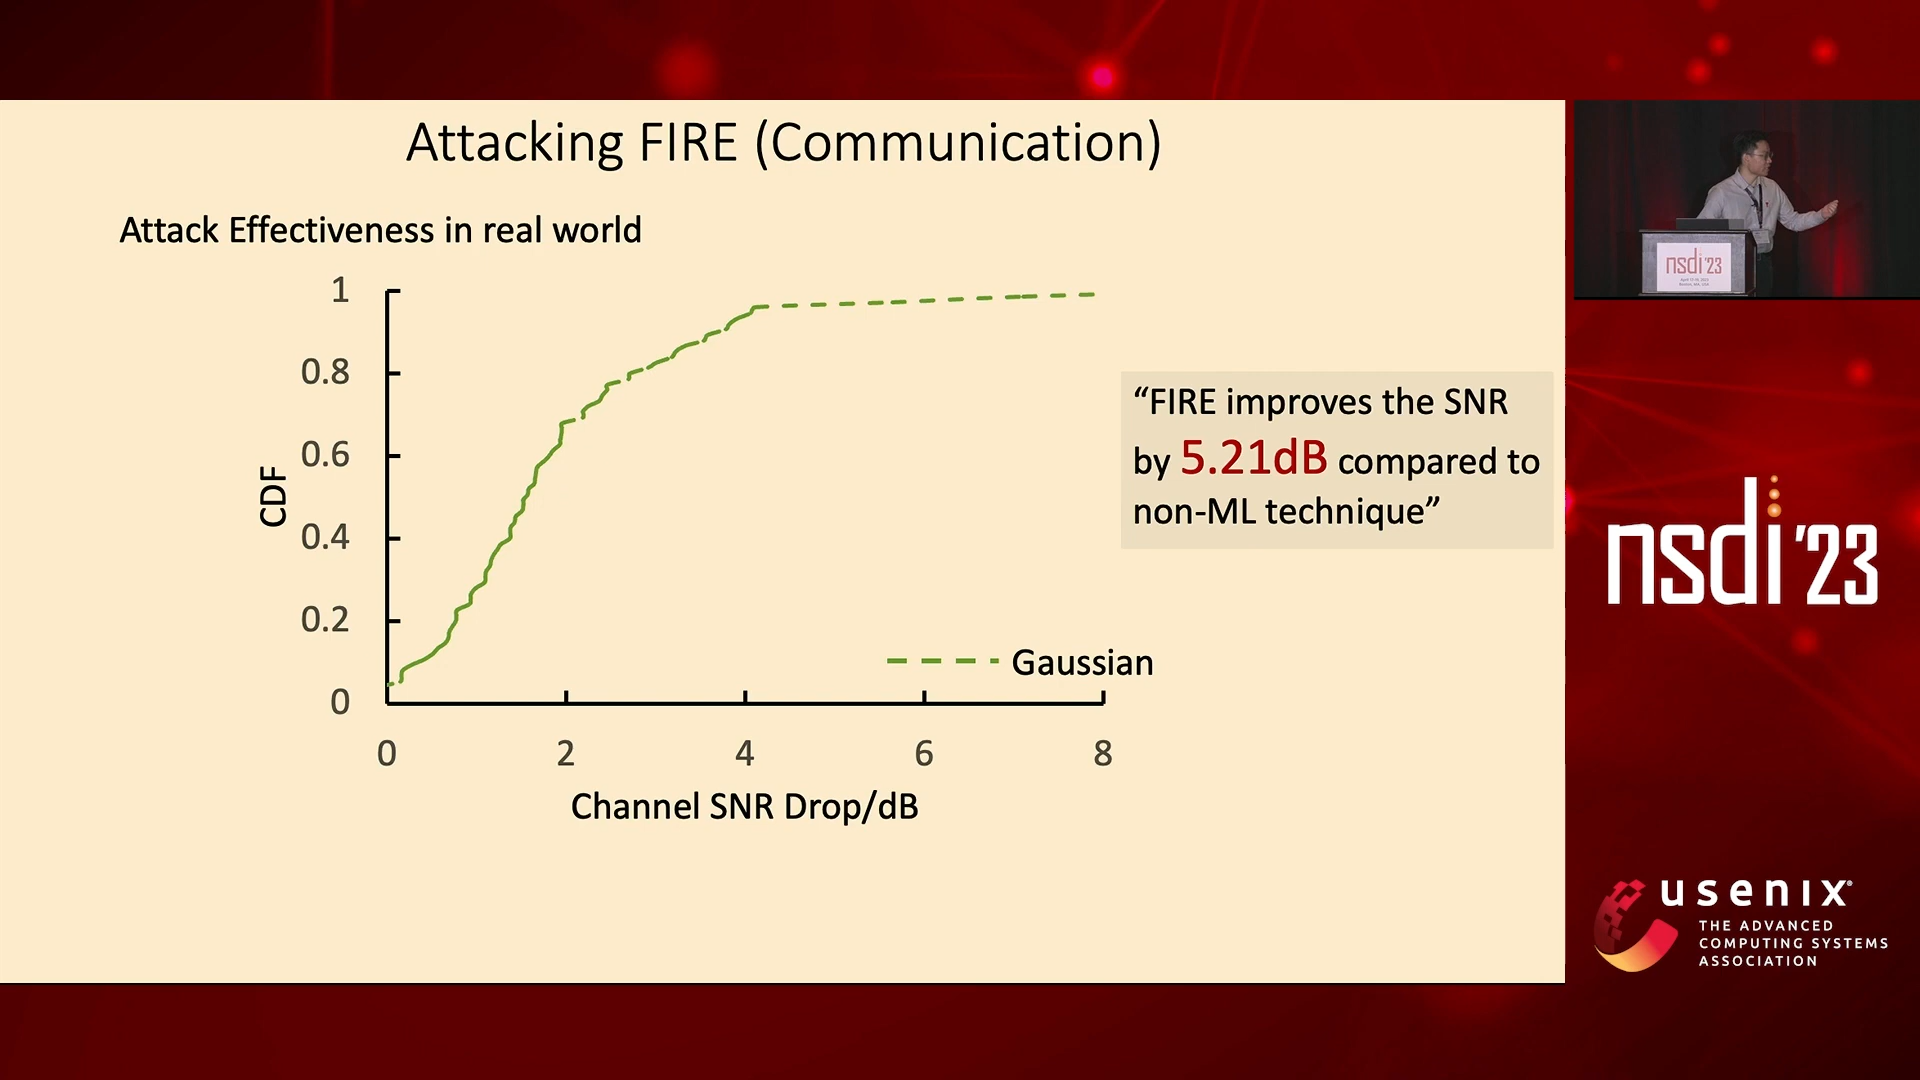 Attacking FIRE (Communication)
Attack Effectiveness in real world
1
0.8
0.6
0.4
0.2
0
CDF
0 2 4 6 8
Channel SNR Drop/dB
Gaussian
“FIRE improves the SNR
by 5.21dB compared to
non-ML technique”
nsdi '23
nsdi '23
usenix®
THE ADVANCED
COMPUTING SYSTEMS
ASSOCIATION